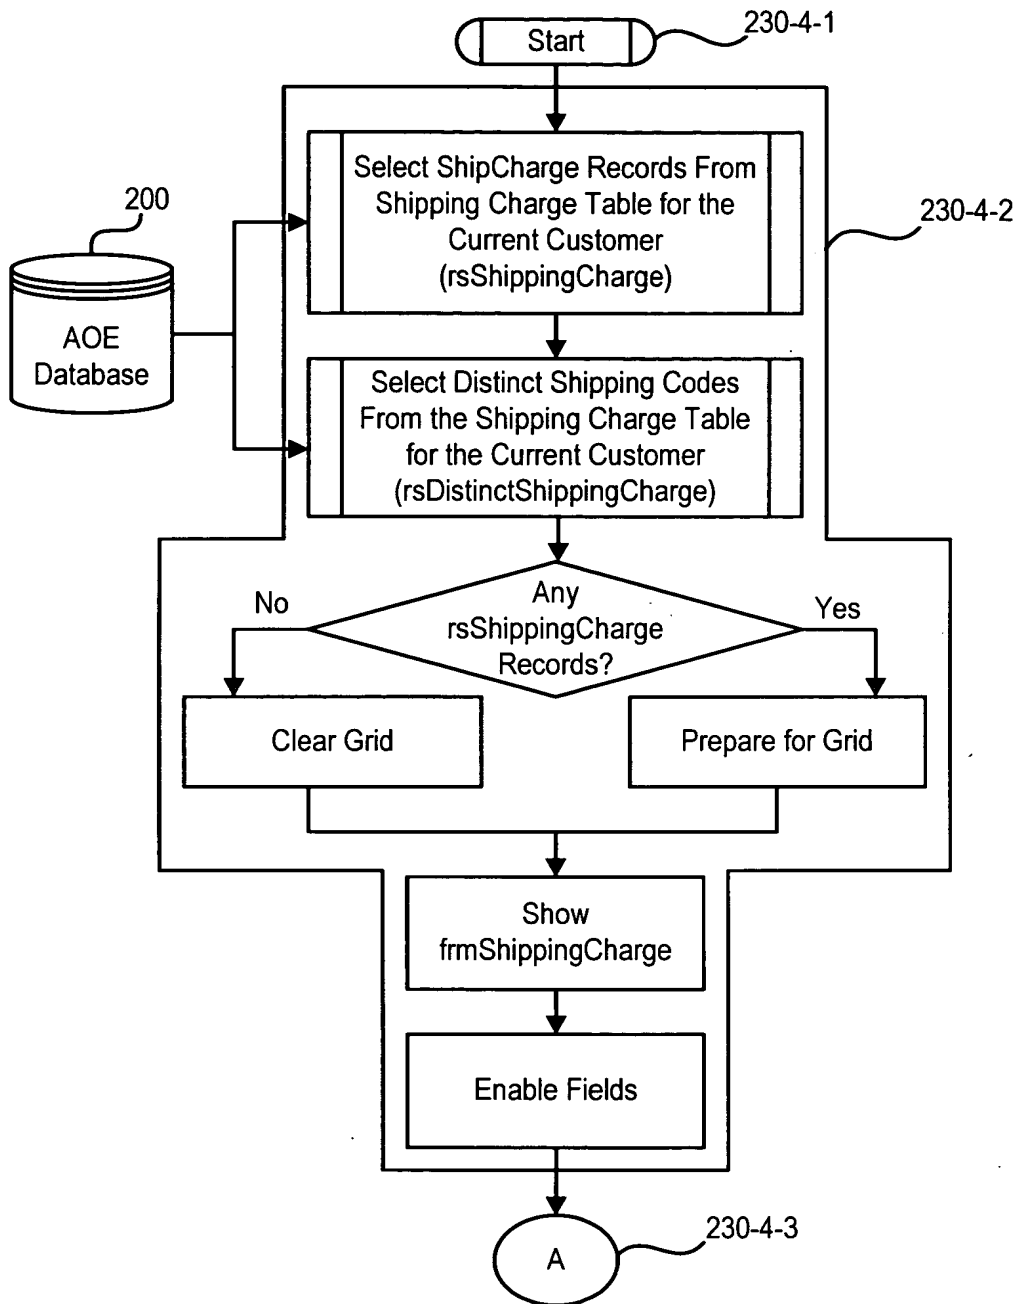 Start
230-4-1
Select ShipCharge Records From
Shipping Charge Table for the
Current Customer
(rsShippingCharge)
230-4-2
200
AOE
Database
Select Distinct Shipping Codes
From the Shipping Charge Table
for the Current Customer
(rsDistinctShippingCharge)
Any
rsShippingCharge
Records?
No
Yes
Clear Grid
Prepare for Grid
Show
frmShippingCharge
Enable Fields
A
230-4-3